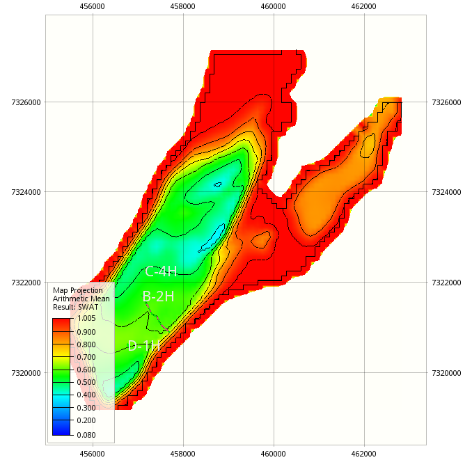 456000 458000 460000 462000
7326000 7326000
7324000 7324000
7322000 7322000
7320000 7320000
C-4H
B-2H
D-1H
Map Projection
Arithmetic Mean
Result: SWAT
1.005
0.900
0.800
0.700
0.600
0.500
0.400
0.300
0.200
0.080
456000 458000 460000 462000